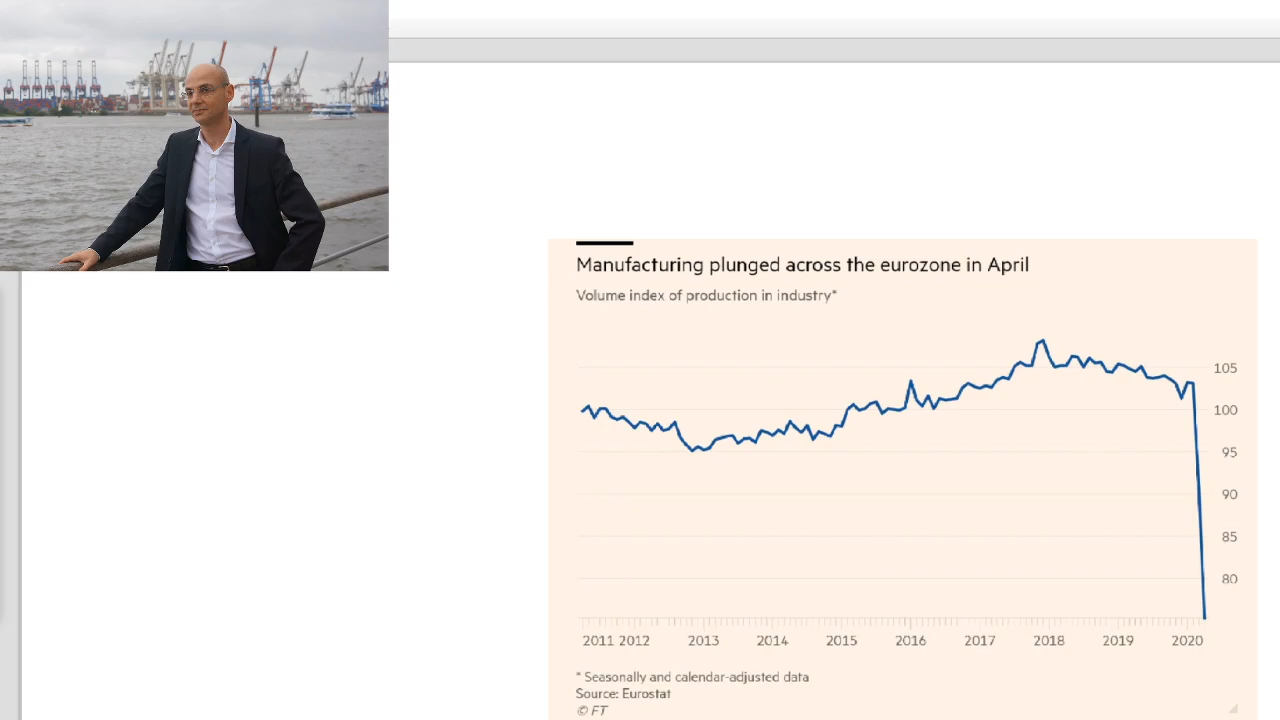 Manufacturing plunged across the eurozone in April
Volume index of production in industry*
105
100
95
90
85
80
2011 2012 2013 2014 2015 2016 2017 2018 2019 2020
* Seasonally and calendar-adjusted data
Source: Eurostat
© FT